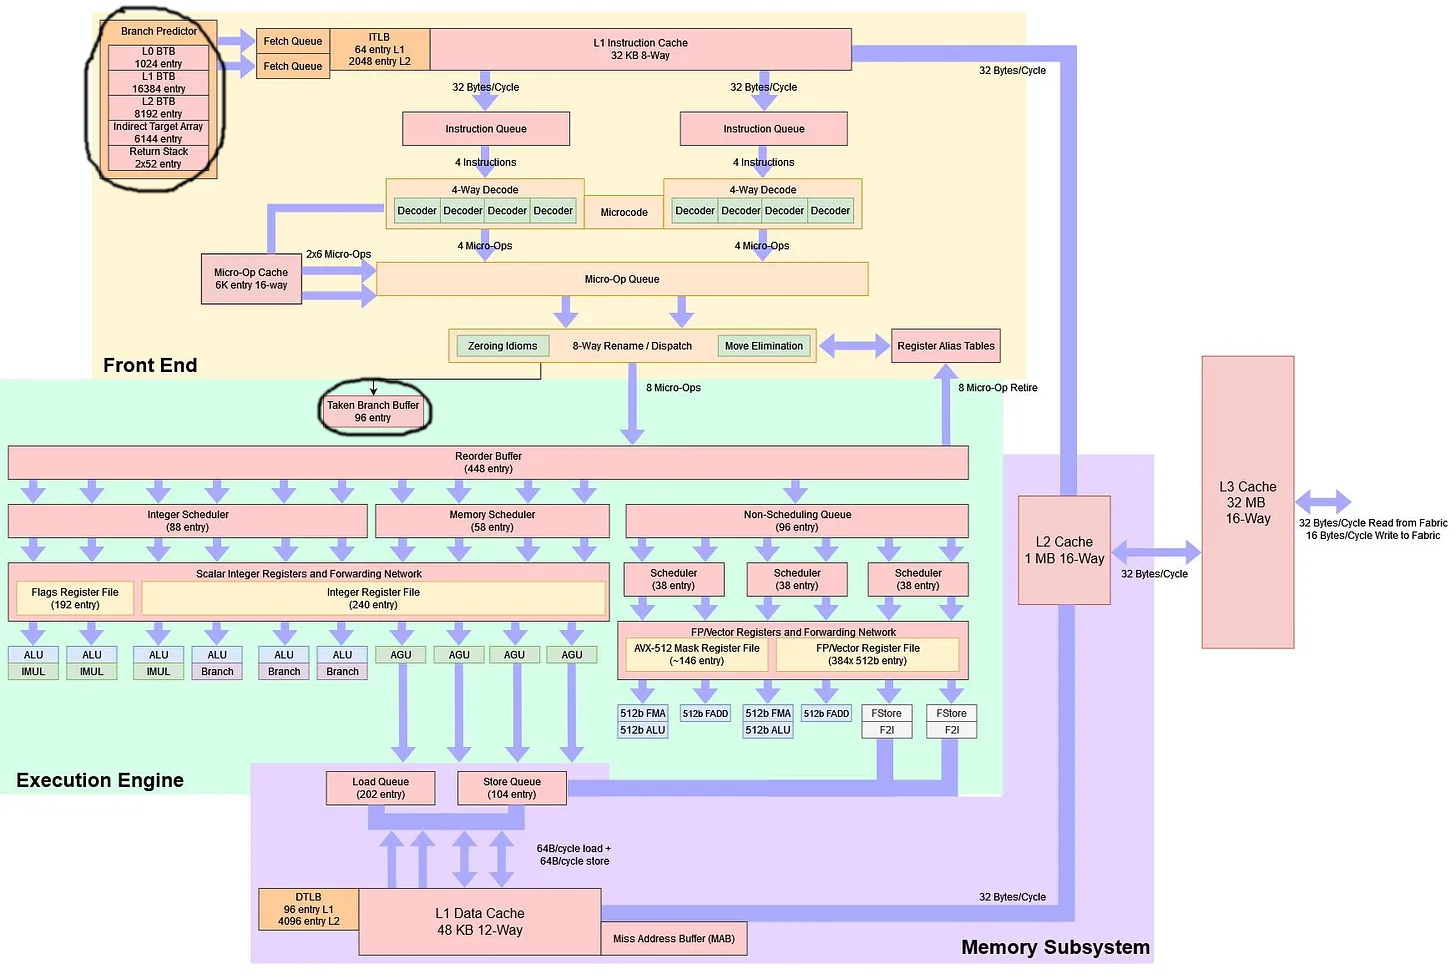 Branch Predictor
L0 BTB
1024 entry
L1 BTB
16384 entry
L2 BTB
8192 entry
Indirect Target Array
6144 entry
Return Stack
2x52 entry
Fetch Queue
Fetch Queue
ITLB
64 entry L1
2048 entry L2
L1 Instruction Cache
32 KB 8-Way
32 Bytes/Cycle
32 Bytes/Cycle
32 Bytes/Cycle
Instruction Queue
Instruction Queue
4 Instructions
4 Instructions
4-Way Decode
Decoder
Decoder
Decoder
Decoder
Microcode
4-Way Decode
Decoder
Decoder
Decoder
Decoder
4 Micro-Ops
4 Micro-Ops
2x6 Micro-Ops
Micro-Op Cache
6K entry 16-way
Micro-Op Queue
Zeroing Idioms
8-Way Rename / Dispatch
Move Elimination
Register Alias Tables
Front End
8 Micro-Ops
8 Micro-Op Retire
Taken Branch Buffer
96 entry
Reorder Buffer
(448 entry)
Integer Scheduler
(88 entry)
Memory Scheduler
(58 entry)
Non-Scheduling Queue
(96 entry)
Scalar Integer Registers and Forwarding Network
Flags Register File
(192 entry)
Integer Register File
(240 entry)
Scheduler
(38 entry)
Scheduler
(38 entry)
Scheduler
(38 entry)
FP/Vector Registers and Forwarding Network
AVX-512 Mask Register File
(~146 entry)
FP/Vector Register File
(384x 512b entry)
ALU
IMUL
ALU
IMUL
ALU
IMUL
ALU
Branch
ALU
Branch
ALU
Branch
AGU
AGU
AGU
AGU
512b FMA
512b ALU
512b FADD
512b FMA
512b ALU
512b FADD
FStore
F2I
FStore
F2I
Execution Engine
Load Queue
(202 entry)
Store Queue
(104 entry)
64B/cycle load +
64B/cycle store
DTLB
96 entry L1
4096 entry L2
L1 Data Cache
48 KB 12-Way
Miss Address Buffer (MAB)
32 Bytes/Cycle
Memory Subsystem
L2 Cache
1 MB 16-Way
32 Bytes/Cycle
L3 Cache
32 MB
16-Way
32 Bytes/Cycle Read from Fabric
16 Bytes/Cycle Write to Fabric